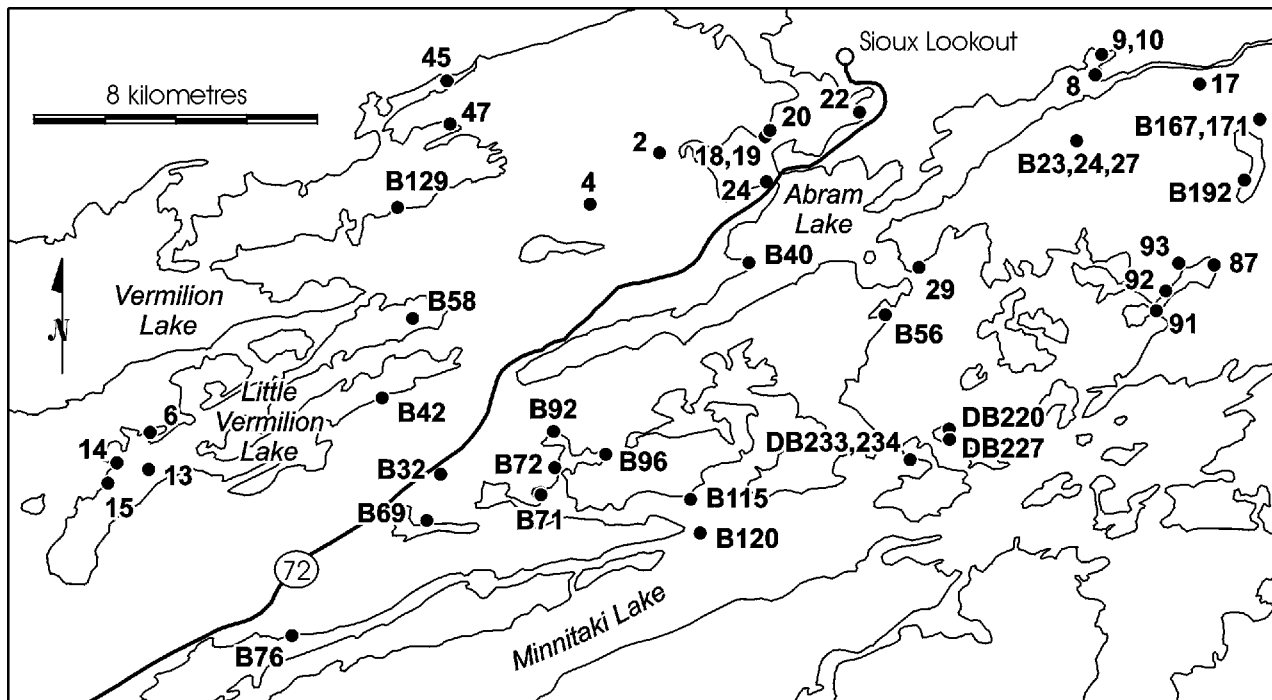 Sioux Lookout
9,10
45
8
17
8 kilometres
22
47
20
B167,171
2
18,19
B23,24,27
B129
24
B192
4
Abram
Lake
B40
93
87
29
92
Vermilion
Lake
B58
91
B56
Little
Vermilion
Lake
6
B42
B92
DB220
DB233,234
DB227
14
13
B32
B72
B96
15
B71
B115
B69
B120
72
Minnitaki Lake
B76
N